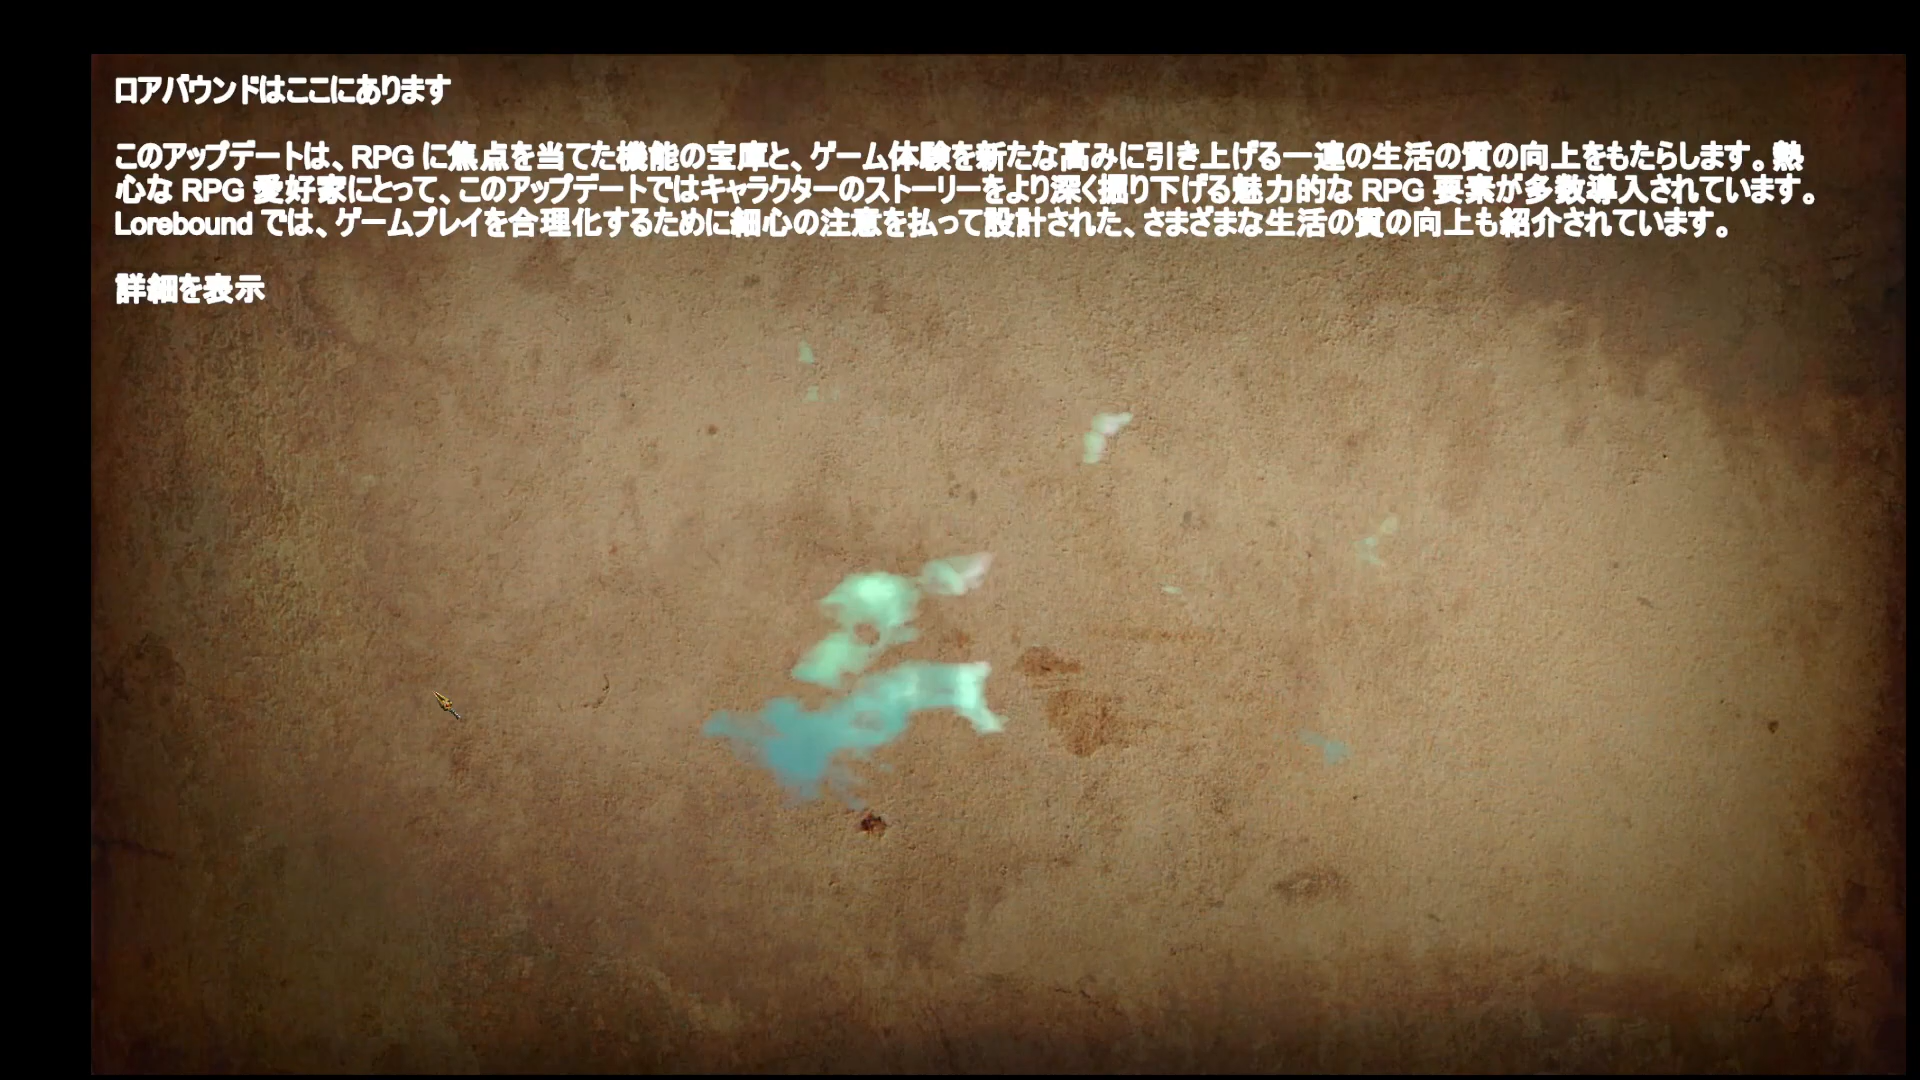 ロアバウンドはここにあります
このアップデートは、RPG に焦点を当てた機能の宝庫と、ゲーム体験を新たな高みに引き上げる一連の生活の質の向上をもたらします。熱
心な RPG 愛好家にとって、このアップデートではキャラクターのストーリーをより深く掘り下げる魅力的な RPG 要素が多数導入されています。
Lorebound では、ゲームプレイを合理化するために細心の注意を払って設計された、さまざまな生活の質の向上も紹介されています。
詳細を表示